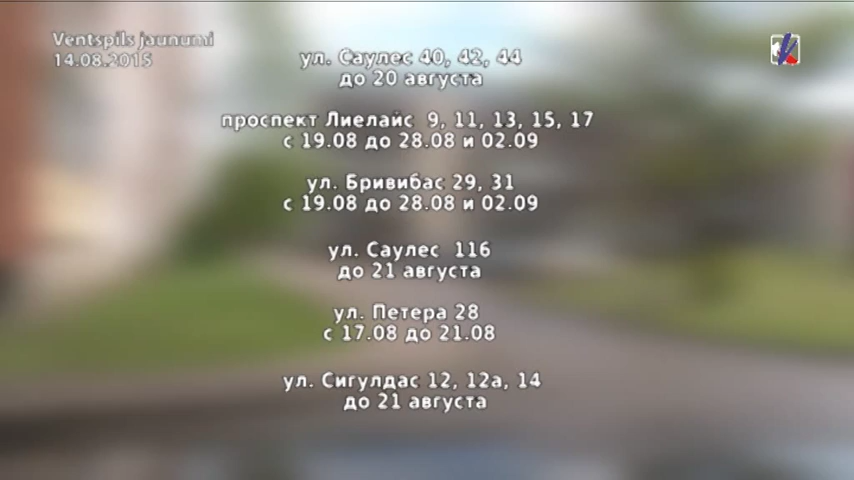 Ventspils jaunumi
14.08.2015
ул. Саулес 40, 42, 44
до 20 августа
проспект Лиелайс 9, 11, 13, 15, 17
с 19.08 до 28.08 и 02.09
ул. Бривибас 29, 31
с 19.08 до 28.08 и 02.09
ул. Саулес 116
до 21 августа
ул. Петера 28
с 17.08 до 21.08
ул. Сигулдас 12, 12а, 14
до 21 августа